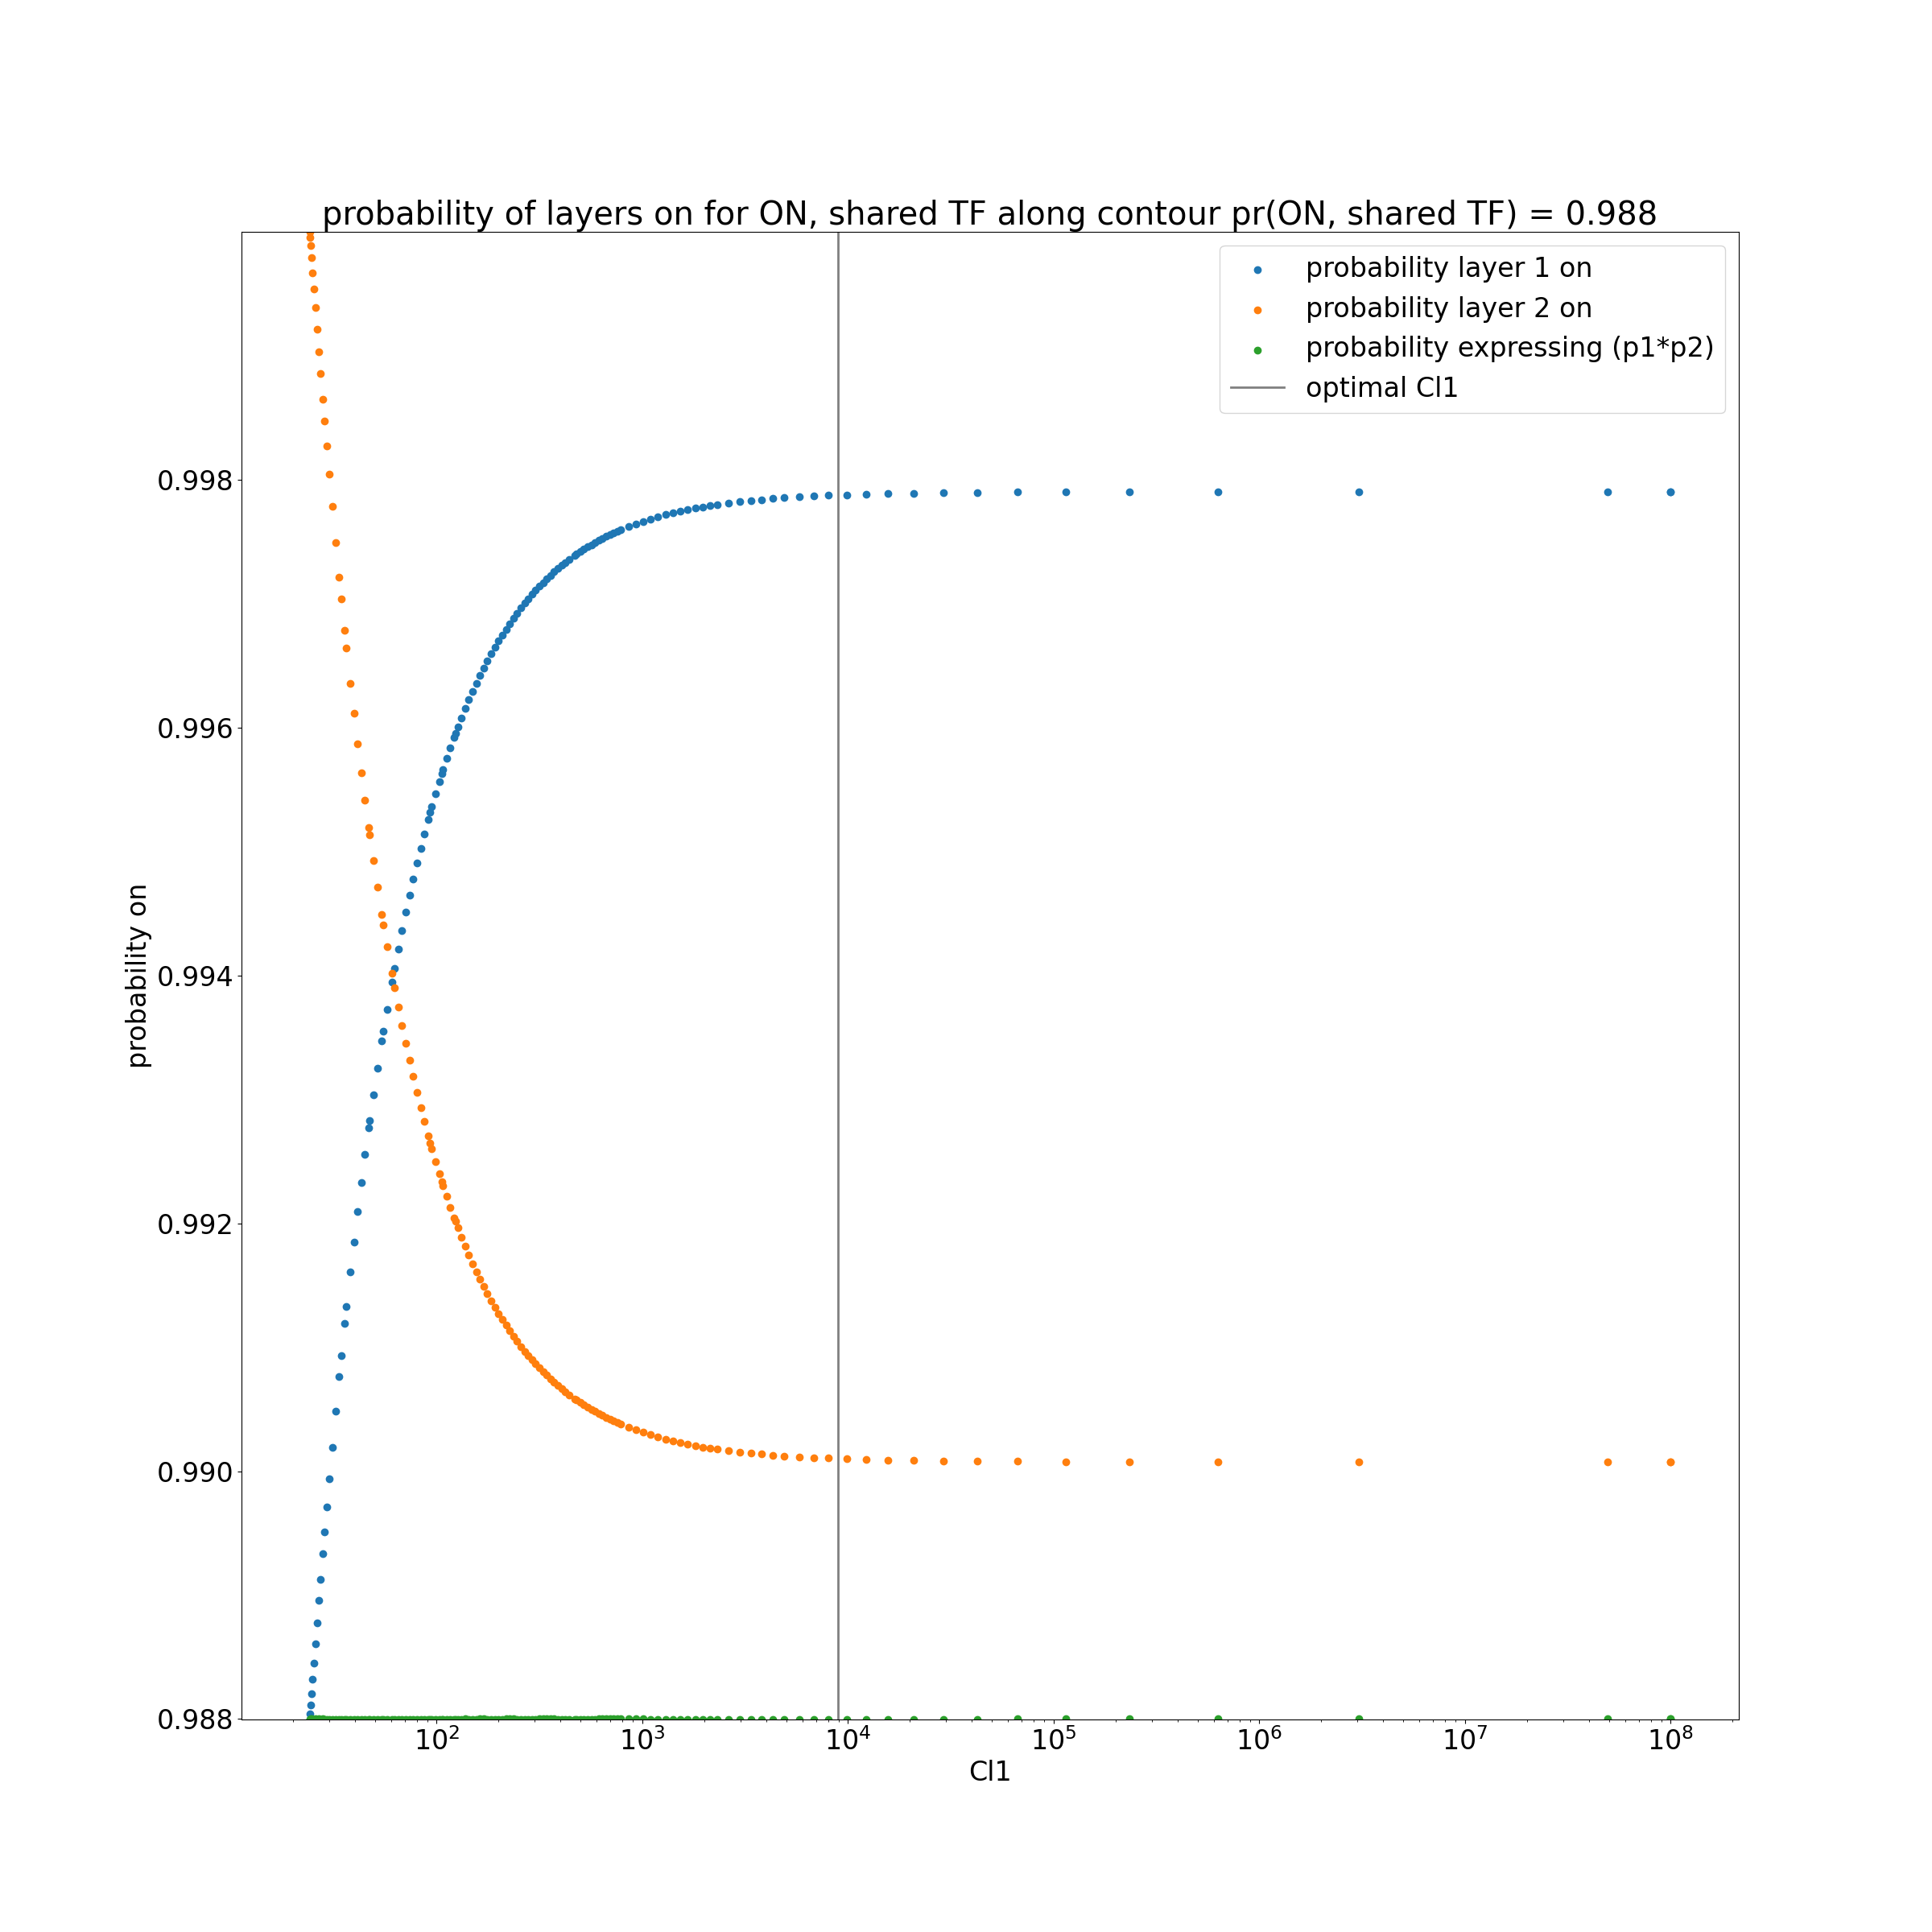 probability of layers on for ON, shared TF along contour pr(ON, shared TF) = 0.988
probability layer 1 on
probability layer 2 on
probability expressing (p1*p2)
optimal Cl1
0.998
0.996
0.994
0.992
0.990
0.988
probability on
10² 10³ 10⁴ 10⁵ 10⁶ 10⁷ 10⁸
Cl1